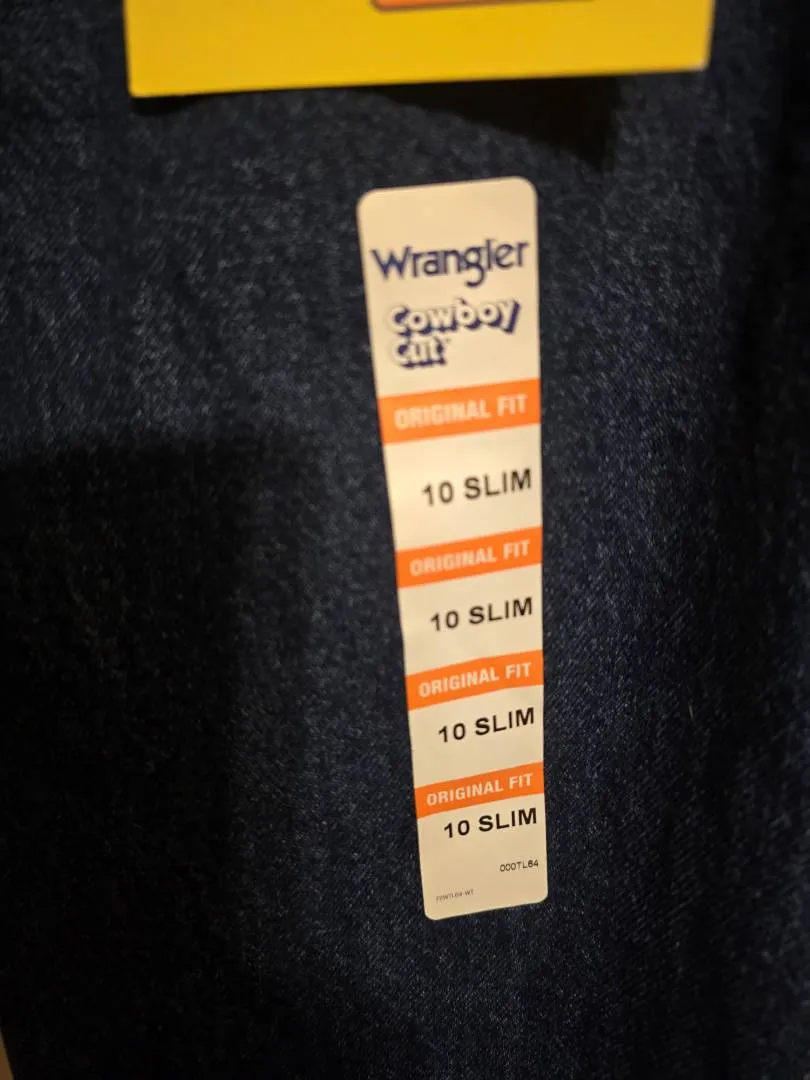 Wrangler
Cowboy
Cut
ORIGINAL FIT
10 SLIM
ORIGINAL FIT
10 SLIM
ORIGINAL FIT
10 SLIM
ORIGINAL FIT
10 SLIM
000TL64